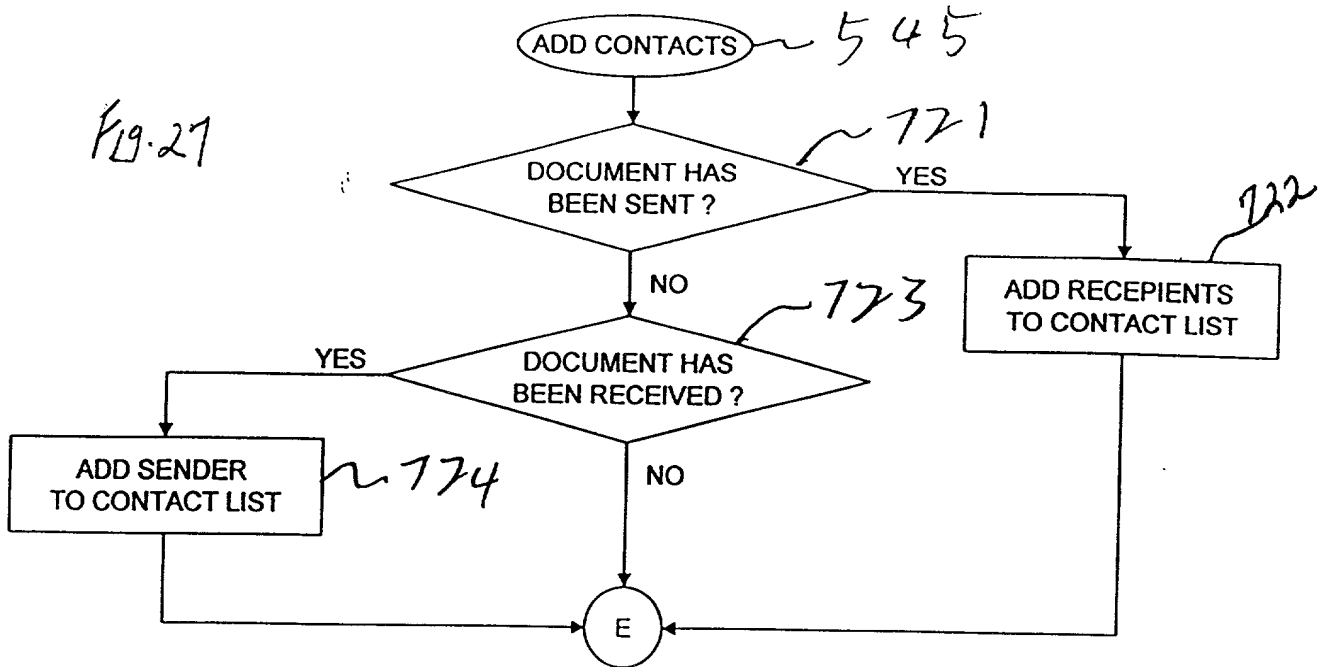 ADD CONTACTS
545
Fig. 27
721
DOCUMENT HAS
BEEN SENT ?
YES
722
NO
ADD RECEPIENTS
TO CONTACT LIST
723
YES
DOCUMENT HAS
BEEN RECEIVED ?
ADD SENDER
TO CONTACT LIST
724
NO
E